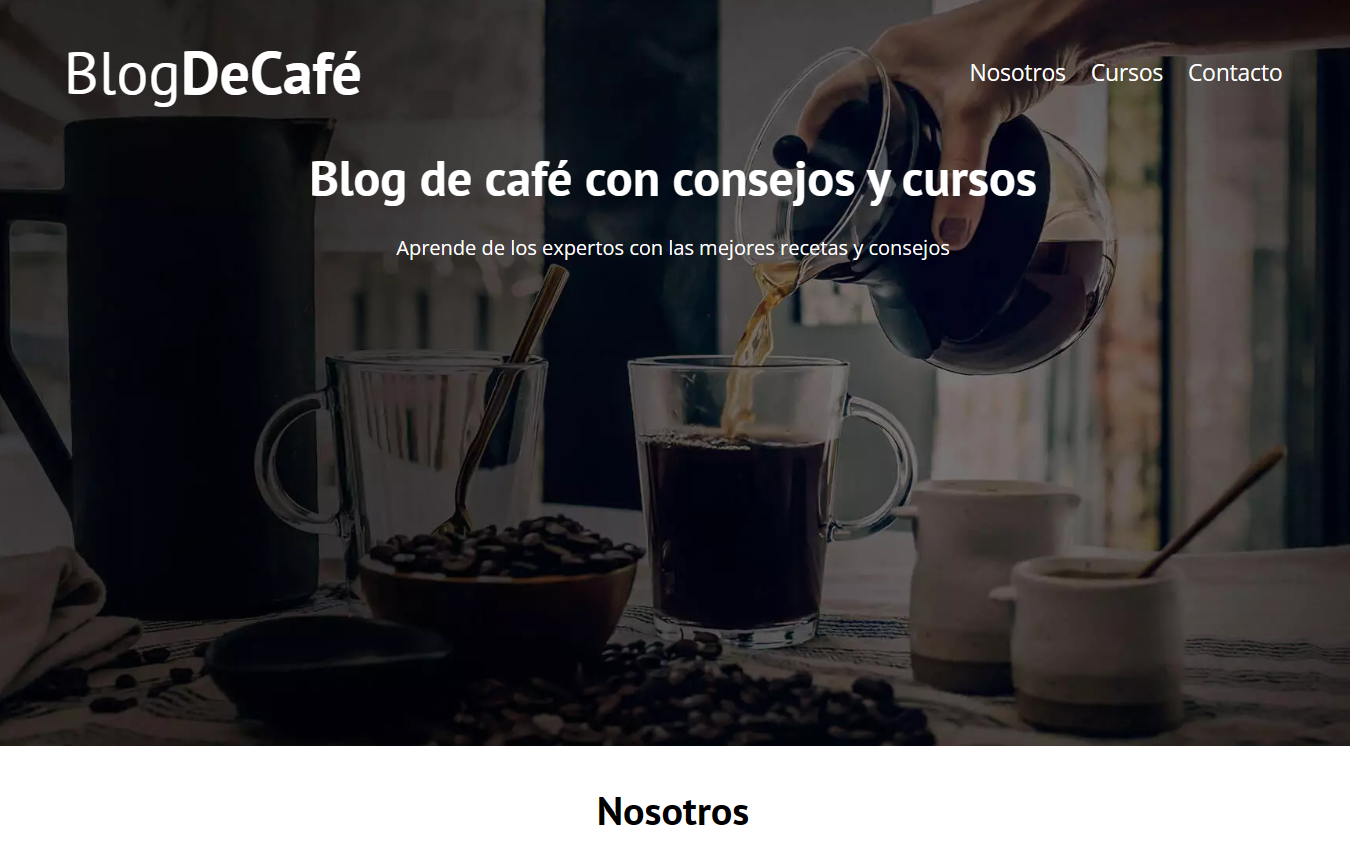 BlogDeCafé
Nosotros Cursos Contacto
Blog de café con consejos y cursos
Aprende de los expertos con las mejores recetas y consejos
Nosotros